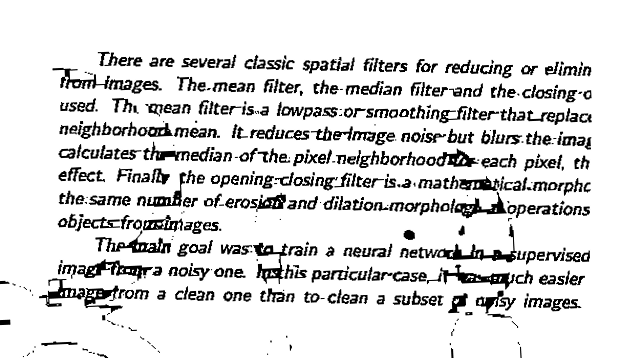 There are several classic spatial filters for reducing or elimin
from images. The mean filter, the median filter and the closing-o
used. The mean filter is a lowpass or smoothing filter that replace
neighborhood mean. It reduces the image noise but blurs the imag
calculates the median of the pixel neighborhood for each pixel, th
effect. Finally the opening-closing filter is a mathematical morpho
the same number of erosion and dilation morphological operations
objects from images.
The main goal was to train a neural network in a supervised
image from a noisy one. In this particular case, it was much easier
image from a clean one than to clean a subset of noisy images.